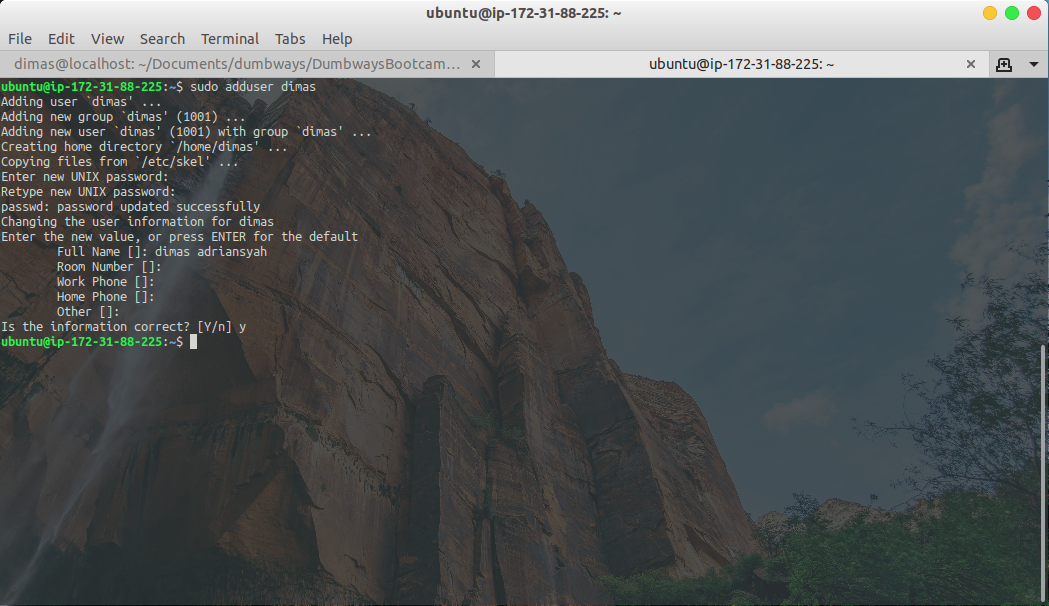 ubuntu@ip-172-31-88-225: ~
File Edit View Search Terminal Tabs Help
dimas@localhost: ~/Documents/dumbways/DumbwaysBootcam... ×
ubuntu@ip-172-31-88-225: ~ ×
ubuntu@ip-172-31-88-225:~$ sudo adduser dimas
Adding user `dimas' ...
Adding new group `dimas' (1001) ...
Adding new user `dimas' (1001) with group `dimas' ...
Creating home directory `/home/dimas' ...
Copying files from `/etc/skel' ...
Enter new UNIX password:
Retype new UNIX password:
passwd: password updated successfully
Changing the user information for dimas
Enter the new value, or press ENTER for the default
Full Name []: dimas adriansyah
Room Number []:
Work Phone []:
Home Phone []:
Other []:
Is the information correct? [Y/n] y
ubuntu@ip-172-31-88-225:~$